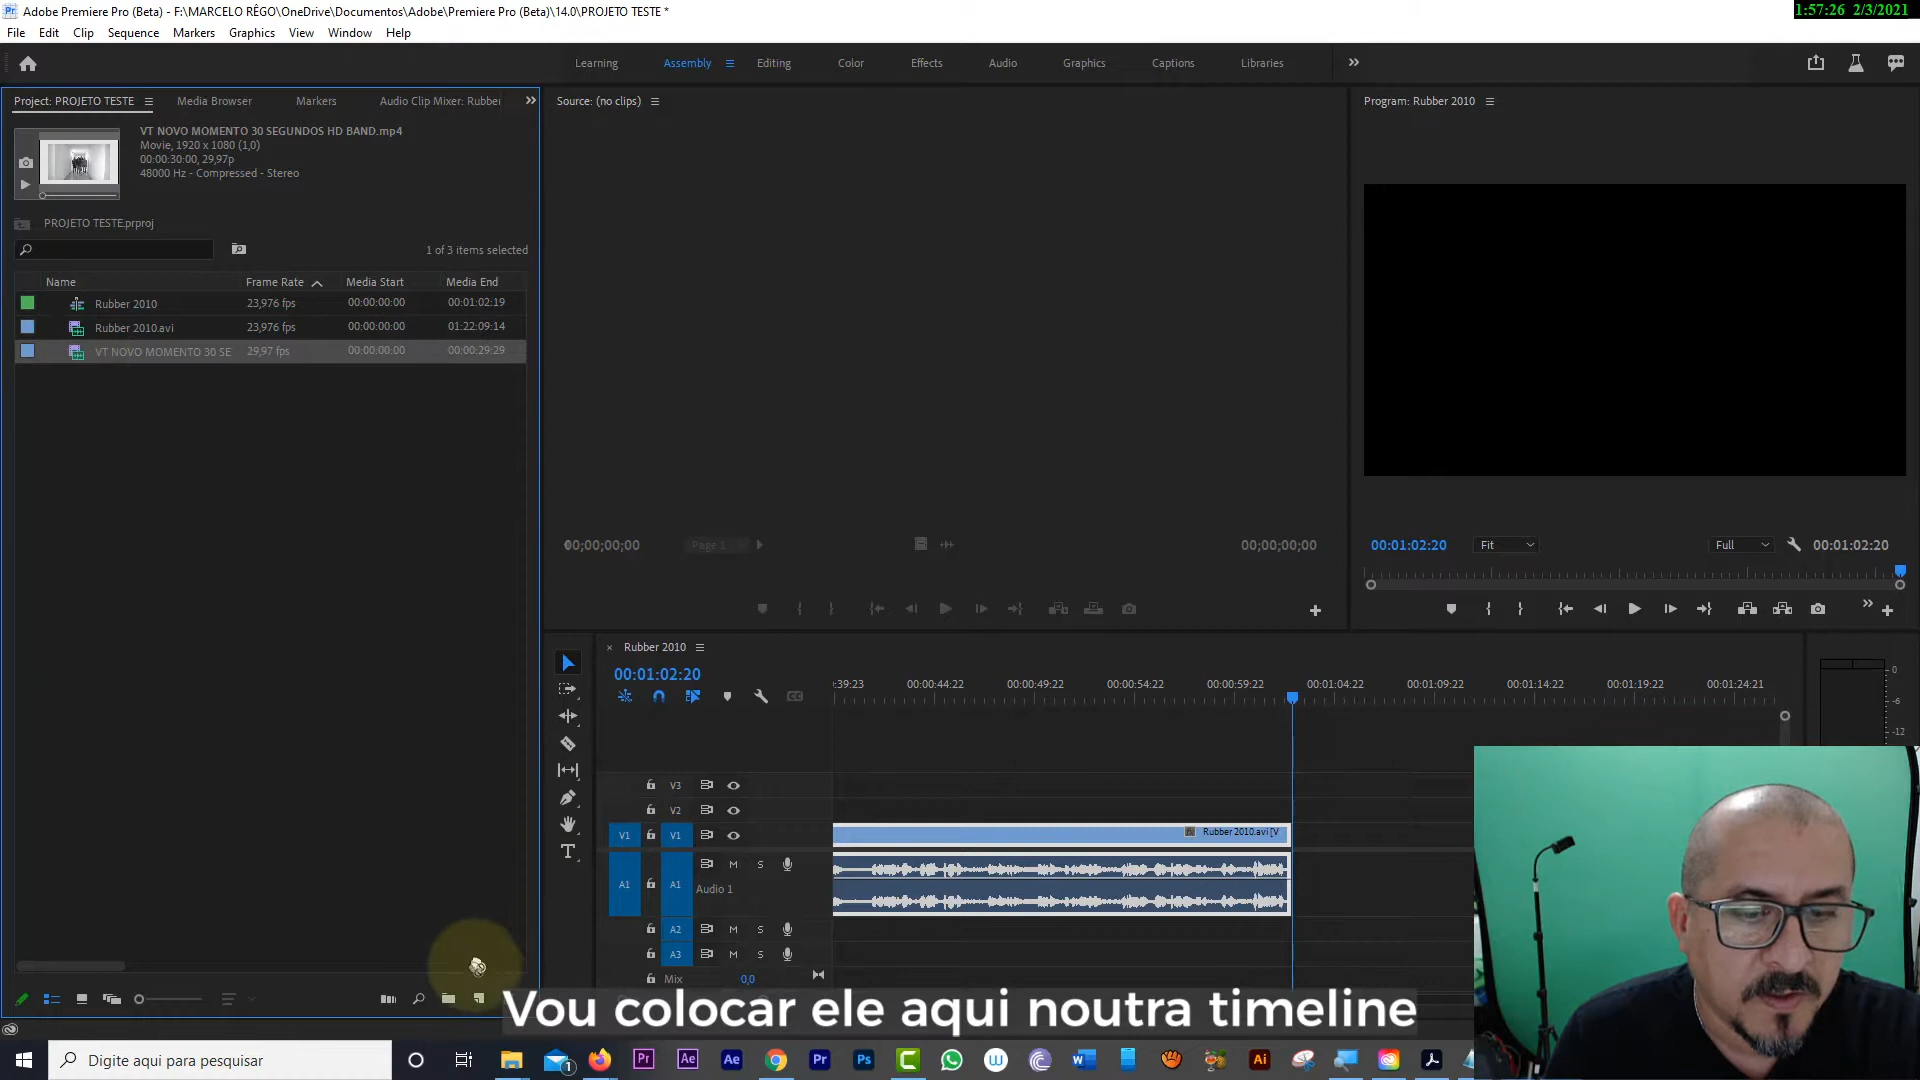 Adobe Premiere Pro (Beta) - F:\MARCELO RÊGO\OneDrive\Documentos\Adobe\Premiere Pro (Beta)\14.0\PROJETO TESTE *
1:57:26 2/3/2021
File Edit Clip Sequence Markers Graphics View Window Help
Learning Assembly Editing Color Effects Audio Graphics Captions Libraries
Project: PROJETO TESTE Media Browser Markers Audio Clip Mixer: Rubber
Source: (no clips)
Program: Rubber 2010
VT NOVO MOMENTO 30 SEGUNDOS HD BAND.mp4
Movie, 1920 x 1080 (1,0)
00:00:30:00, 29,97p
48000 Hz - Compressed - Stereo
PROJETO TESTE.prproj
1 of 3 items selected
Name Frame Rate Media Start Media End
Rubber 2010 23,976 fps 00:00:00:00 00:01:02:19
Rubber 2010.avi 23,976 fps 00:00:00:00 01:22:09:14
VT NOVO MOMENTO 30 SE 29,97 fps 00:00:00:00 00:00:29:29
00;00;00;00 Page 1 00;00;00;00
00:01:02:20 Fit Full 00:01:02:20
Rubber 2010
00:01:02:20
:39:23 00:00:44:22 00:00:49:22 00:00:54:22 00:00:59:22 00:01:04:22 00:01:09:22 00:01:14:22 00:01:19:22 00:01:24:21
0
-6
-12
V3
V2
V1 V1 Rubber 2010.avi [V
M S
A1 A1 Audio 1
A2 M S
A3 M S
Mix 0,0
Vou colocar ele aqui noutra timeline
Digite aqui para pesquisar